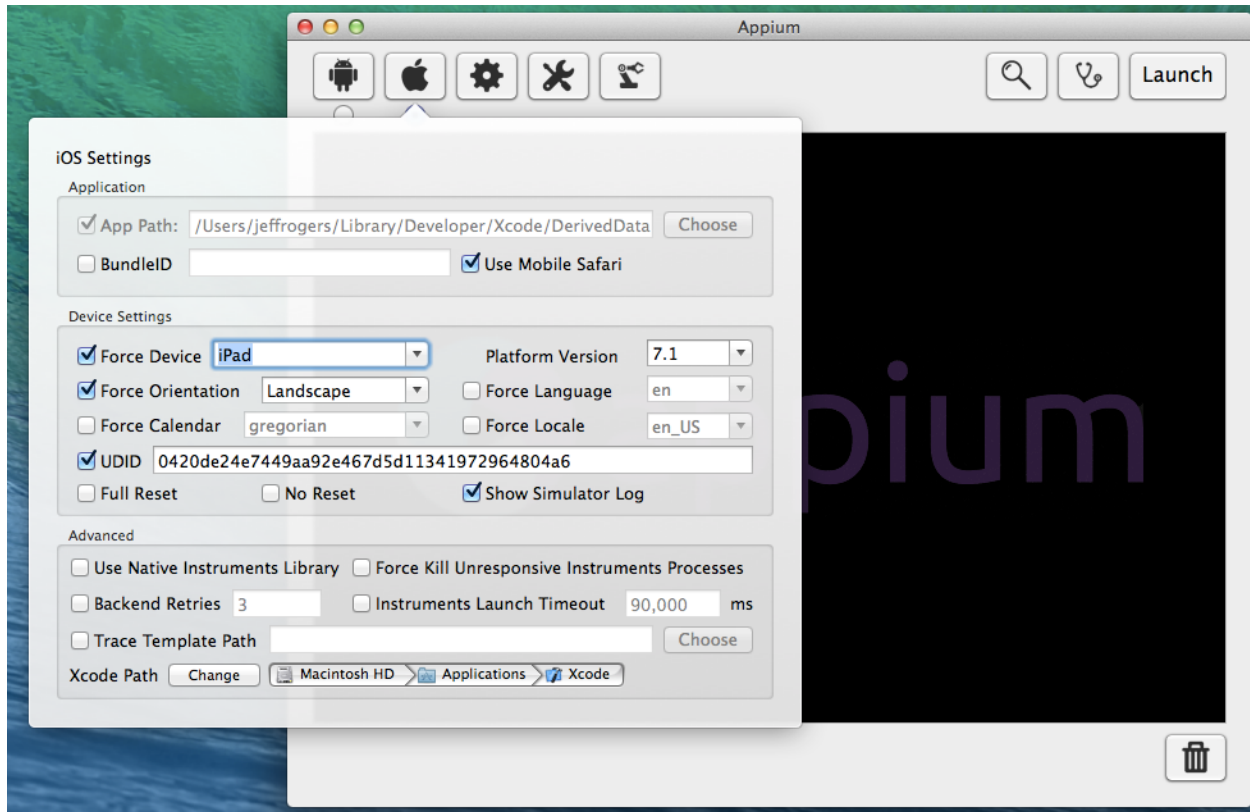 Appium
Launch
iOS Settings
Application
App Path: /Users/jeffrogers/Library/Developer/Xcode/DerivedData Choose
BundleID Use Mobile Safari
Device Settings
Force Device iPad Platform Version 7.1
Force Orientation Landscape Force Language en
Force Calendar gregorian Force Locale en_US
UDID 0420de24e7449aa92e467d5d11341972964804a6
Full Reset No Reset Show Simulator Log
Advanced
Use Native Instruments Library Force Kill Unresponsive Instruments Processes
Backend Retries 3 Instruments Launch Timeout 90,000 ms
Trace Template Path Choose
Xcode Path Change Macintosh HD Applications Xcode
pium